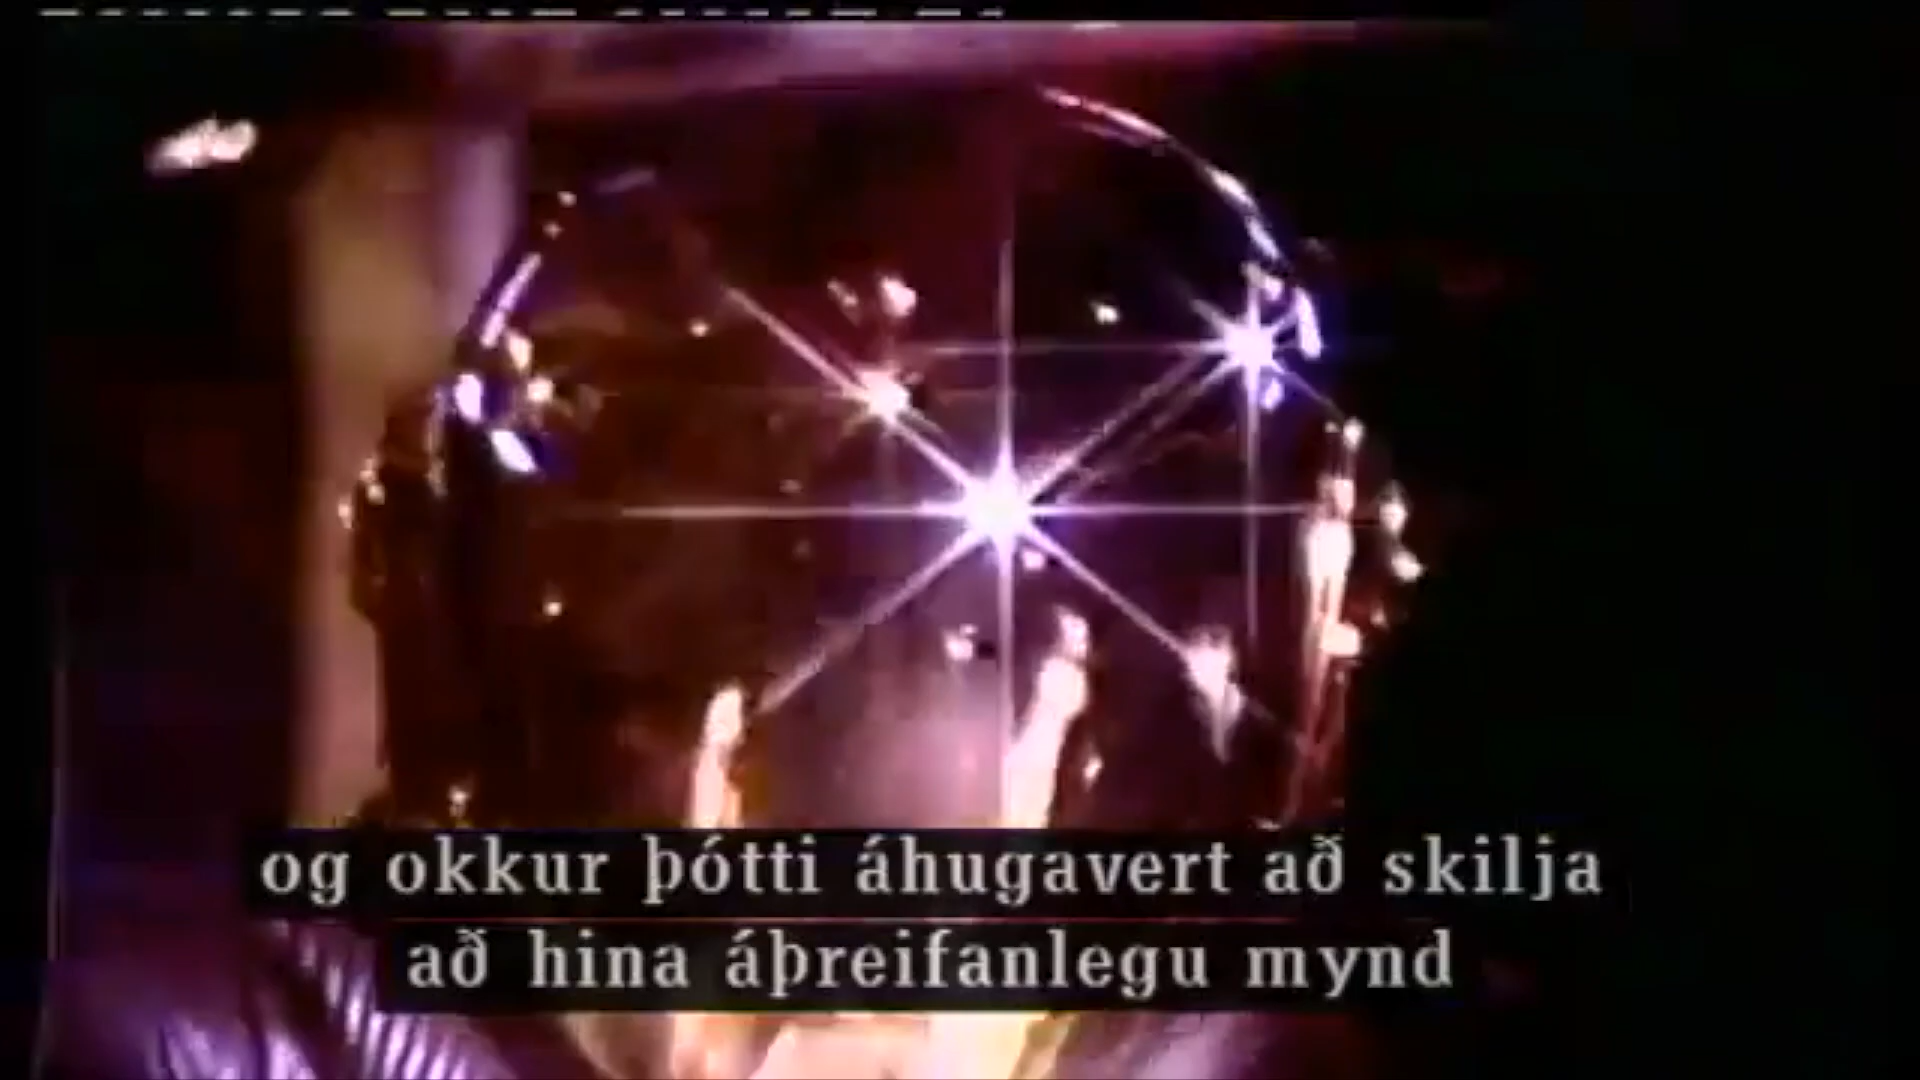 og okkur þótti áhugavert að skilja
að hina áþreifanlegu mynd